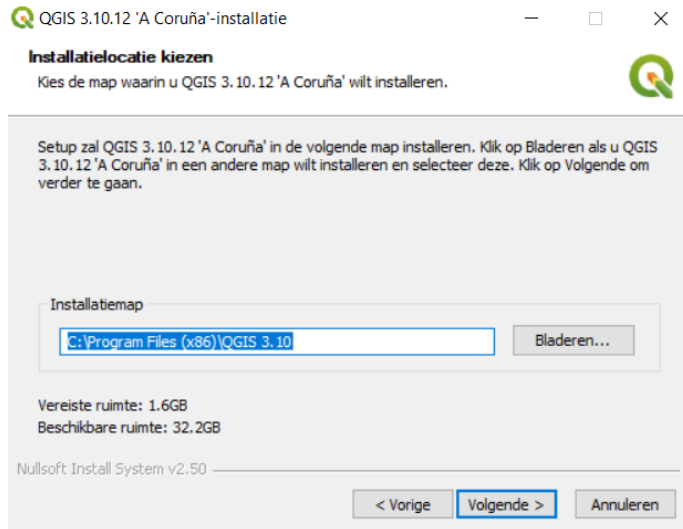 QGIS 3.10.12 'A Coruña'-installatie
Installatielocatie kiezen
Kies de map waarin u QGIS 3.10.12 'A Coruña' wilt installeren.
Setup zal QGIS 3.10.12 'A Coruña' in de volgende map installeren. Klik op Bladeren als u QGIS
3.10.12 'A Coruña' in een andere map wilt installeren en selecteer deze. Klik op Volgende om
verder te gaan.
Installatiemap
C:\Program Files (x86)\QGIS 3.10
Bladeren...
Vereiste ruimte: 1.6GB
Beschikbare ruimte: 32.2GB
Nullsoft Install System v2.50
< Vorige
Volgende >
Annuleren